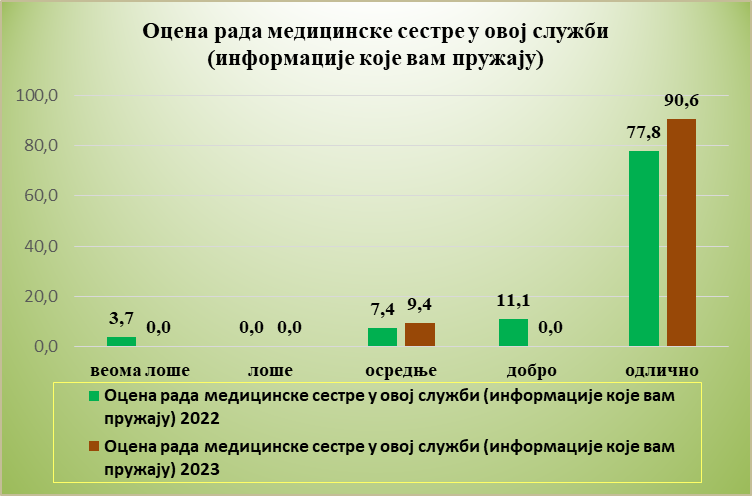 Оцена рада медицинске сестре у овој служби
(информације које вам пружају)
100,0
80,0
60,0
40,0
20,0
0,0
3,7
0,0
0,0
0,0
7,4
9,4
11,1
0,0
77,8
90,6
веома лоше
лоше
осредње
добро
одлично
Оцена рада медицинске сестре у овој служби (информације које вам
пружају) 2022
Оцена рада медицинске сестре у овој служби (информације које вам
пружају) 2023